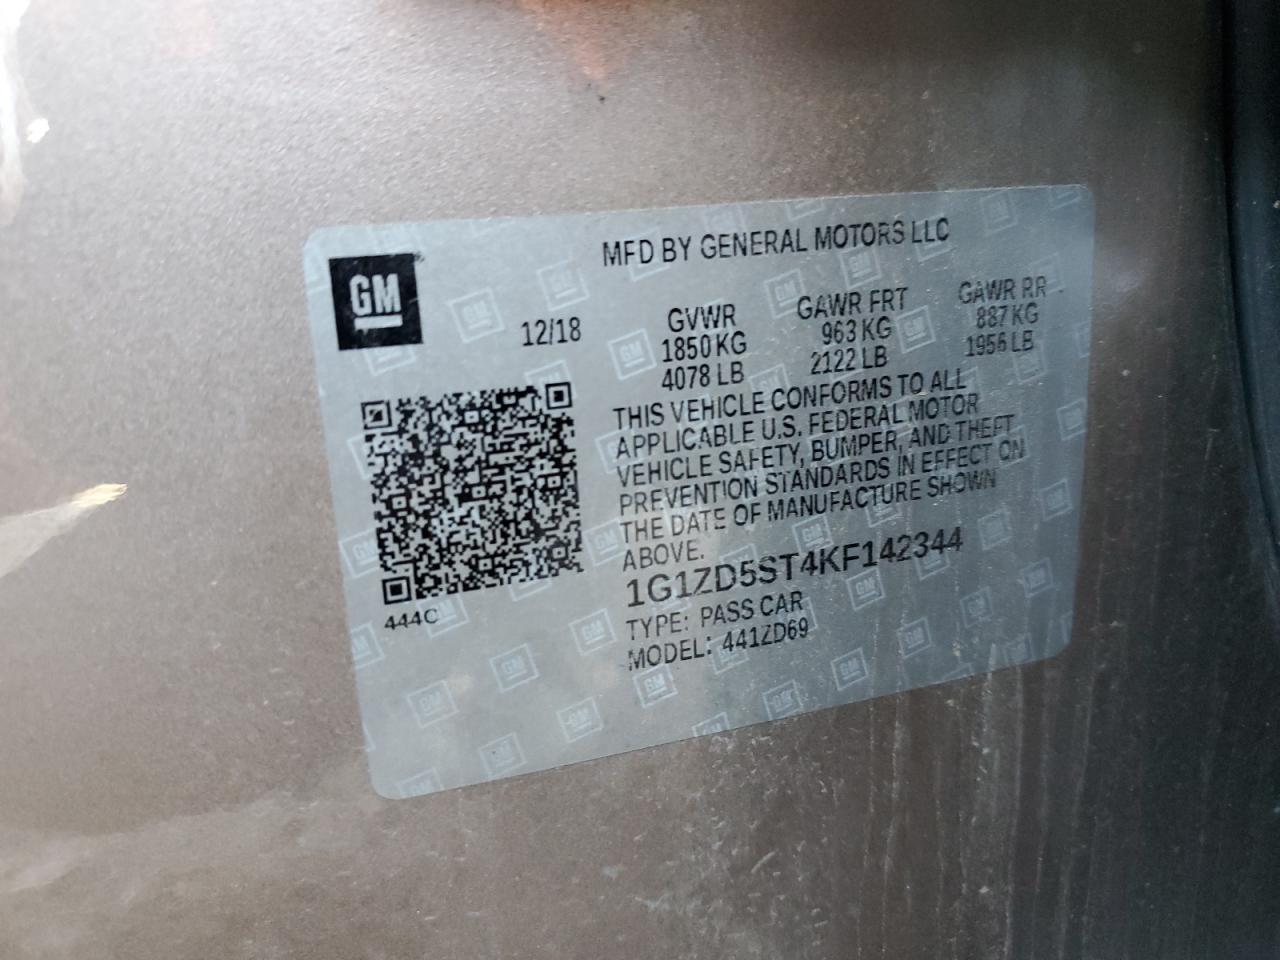 GM
MFD BY GENERAL MOTORS LLC
12/18
GVWR GAWR FRT GAWR RR
1850 KG 963 KG 887 KG
4078 LB 2122 LB 1956 LB
THIS VEHICLE CONFORMS TO ALL
APPLICABLE U.S. FEDERAL MOTOR
VEHICLE SAFETY, BUMPER, AND THEFT
PREVENTION STANDARDS IN EFFECT ON
THE DATE OF MANUFACTURE SHOWN
ABOVE.
1G1ZD5ST4KF142344
TYPE: PASS CAR
MODEL: 441ZD69
444C